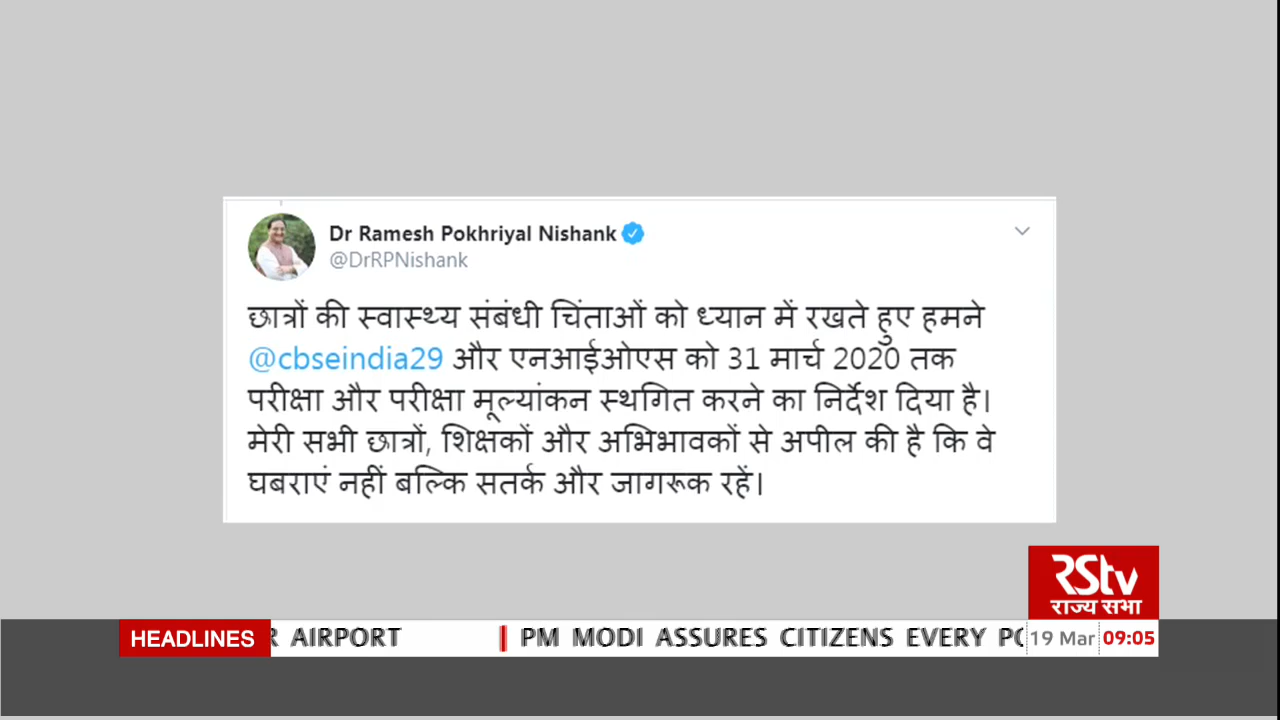 Dr Ramesh Pokhriyal Nishank
@DrRPNishank
छात्रों की स्वास्थ्य संबंधी चिंताओं को ध्यान में रखते हुए हमने
@cbseindia29 और एनआईओएस को 31 मार्च 2020 तक
परीक्षा और परीक्षा मूल्यांकन स्थगित करने का निर्देश दिया है।
मेरी सभी छात्रों, शिक्षकों और अभिभावकों से अपील की है कि वे
घबराएं नहीं बल्कि सतर्क और जागरूक रहें।
RStv
राज्य सभा
HEADLINES R AIRPORT | PM MODI ASSURES CITIZENS EVERY 19 Mar 09:05